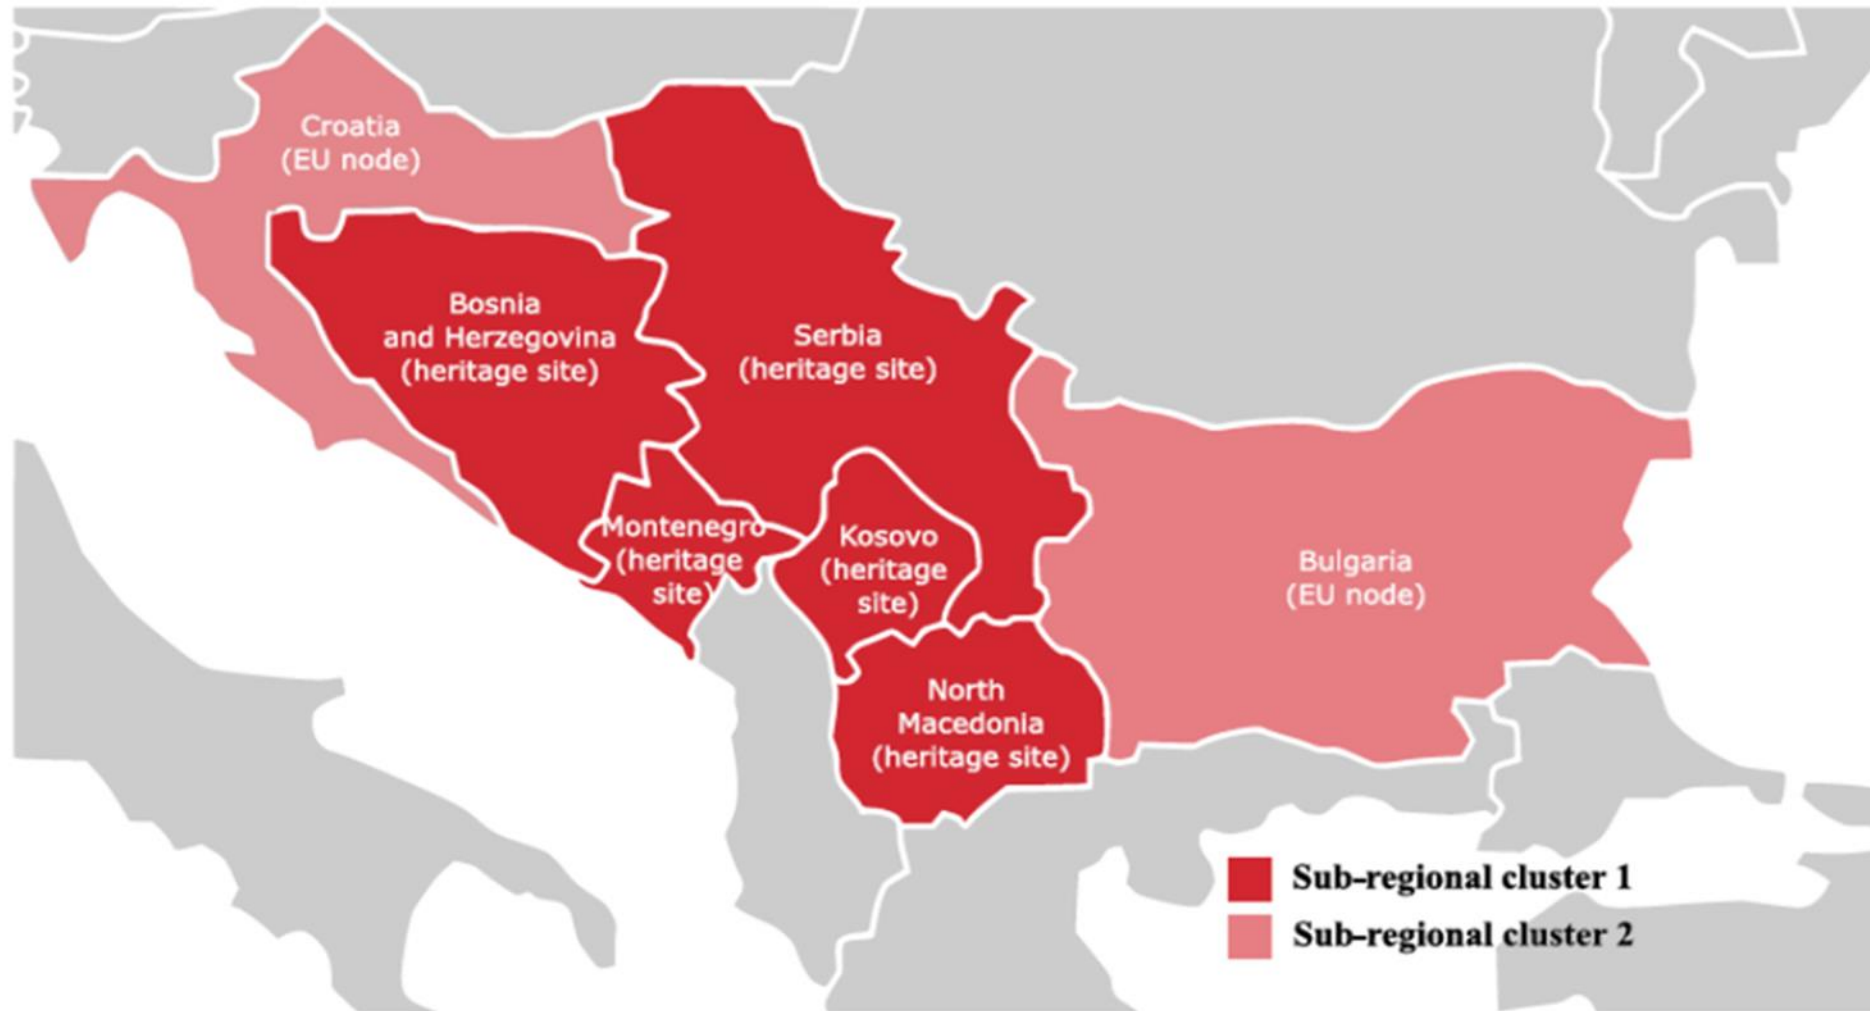 Croatia
(EU node)
Bosnia
and Herzegovina
(heritage site)
Serbia
(heritage site)
Montenegro
(heritage
site)
Kosovo
(heritage
site)
Bulgaria
(EU node)
North
Macedonia
(heritage site)
Sub-regional cluster 1
Sub-regional cluster 2